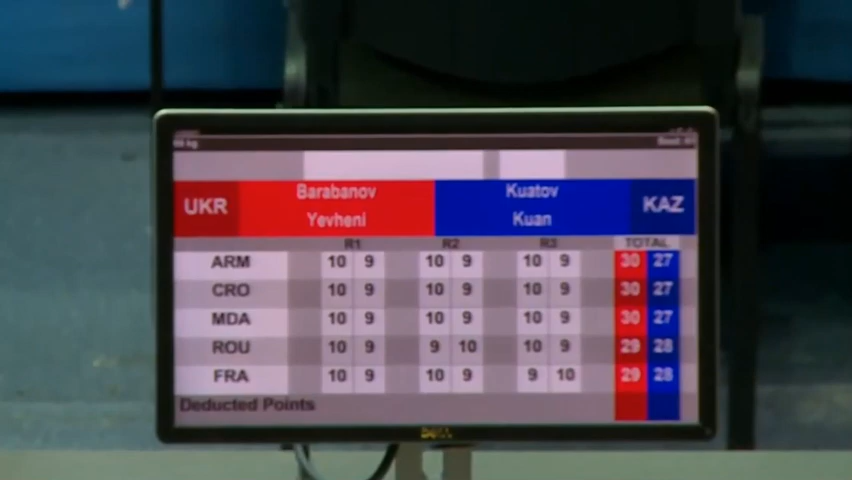 UKR Barabanov Yevheni Kuatov Kuan KAZ
R1 R2 R3 TOTAL
ARM 10 9 10 9 10 9 30 27
CRO 10 9 10 9 10 9 30 27
MDA 10 9 10 9 10 9 30 27
ROU 10 9 9 10 10 9 29 28
FRA 10 9 10 9 9 10 29 28
Deducted Points
DELL